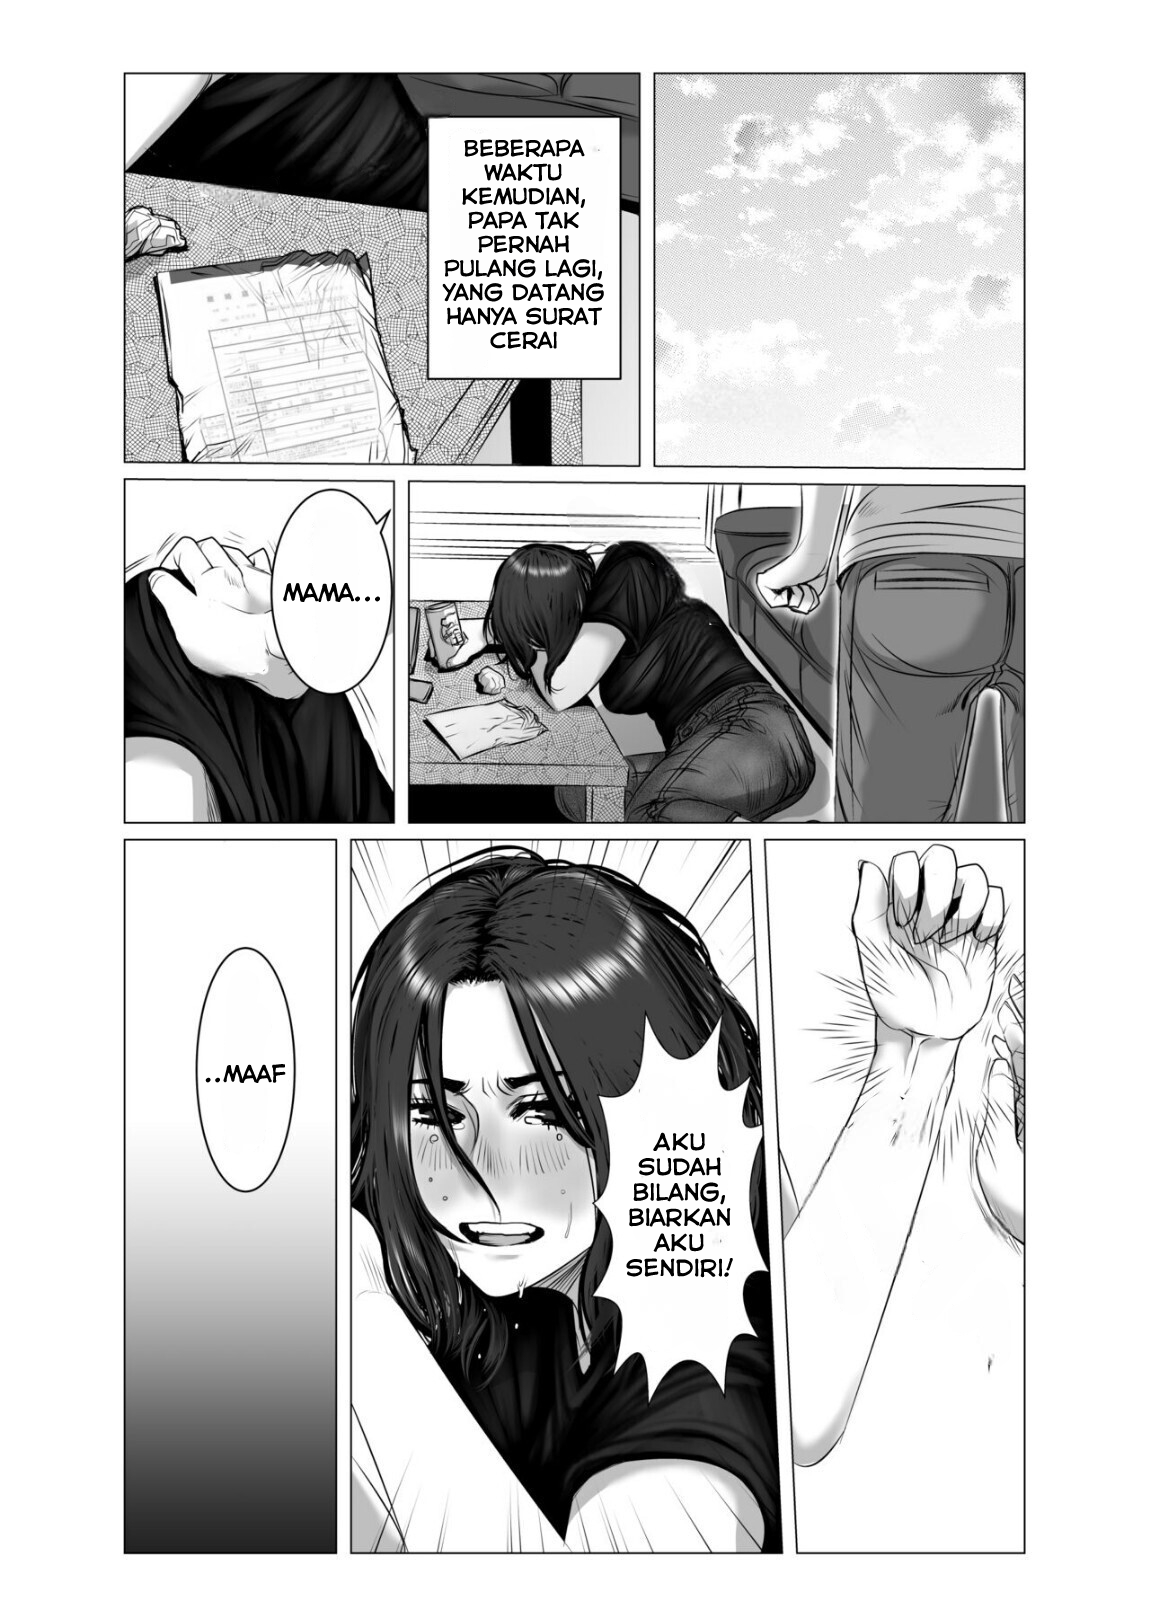 BEBERAPA
WAKTU
KEMUDIAN,
PAPA TAK
PERNAH
PULANG LAGI,
YANG DATANG
HANYA SURAT
CERAI
MAMA...
AKU
SUDAH
BILANG,
BIARKAN
AKU
SENDIRI!
..MAAF